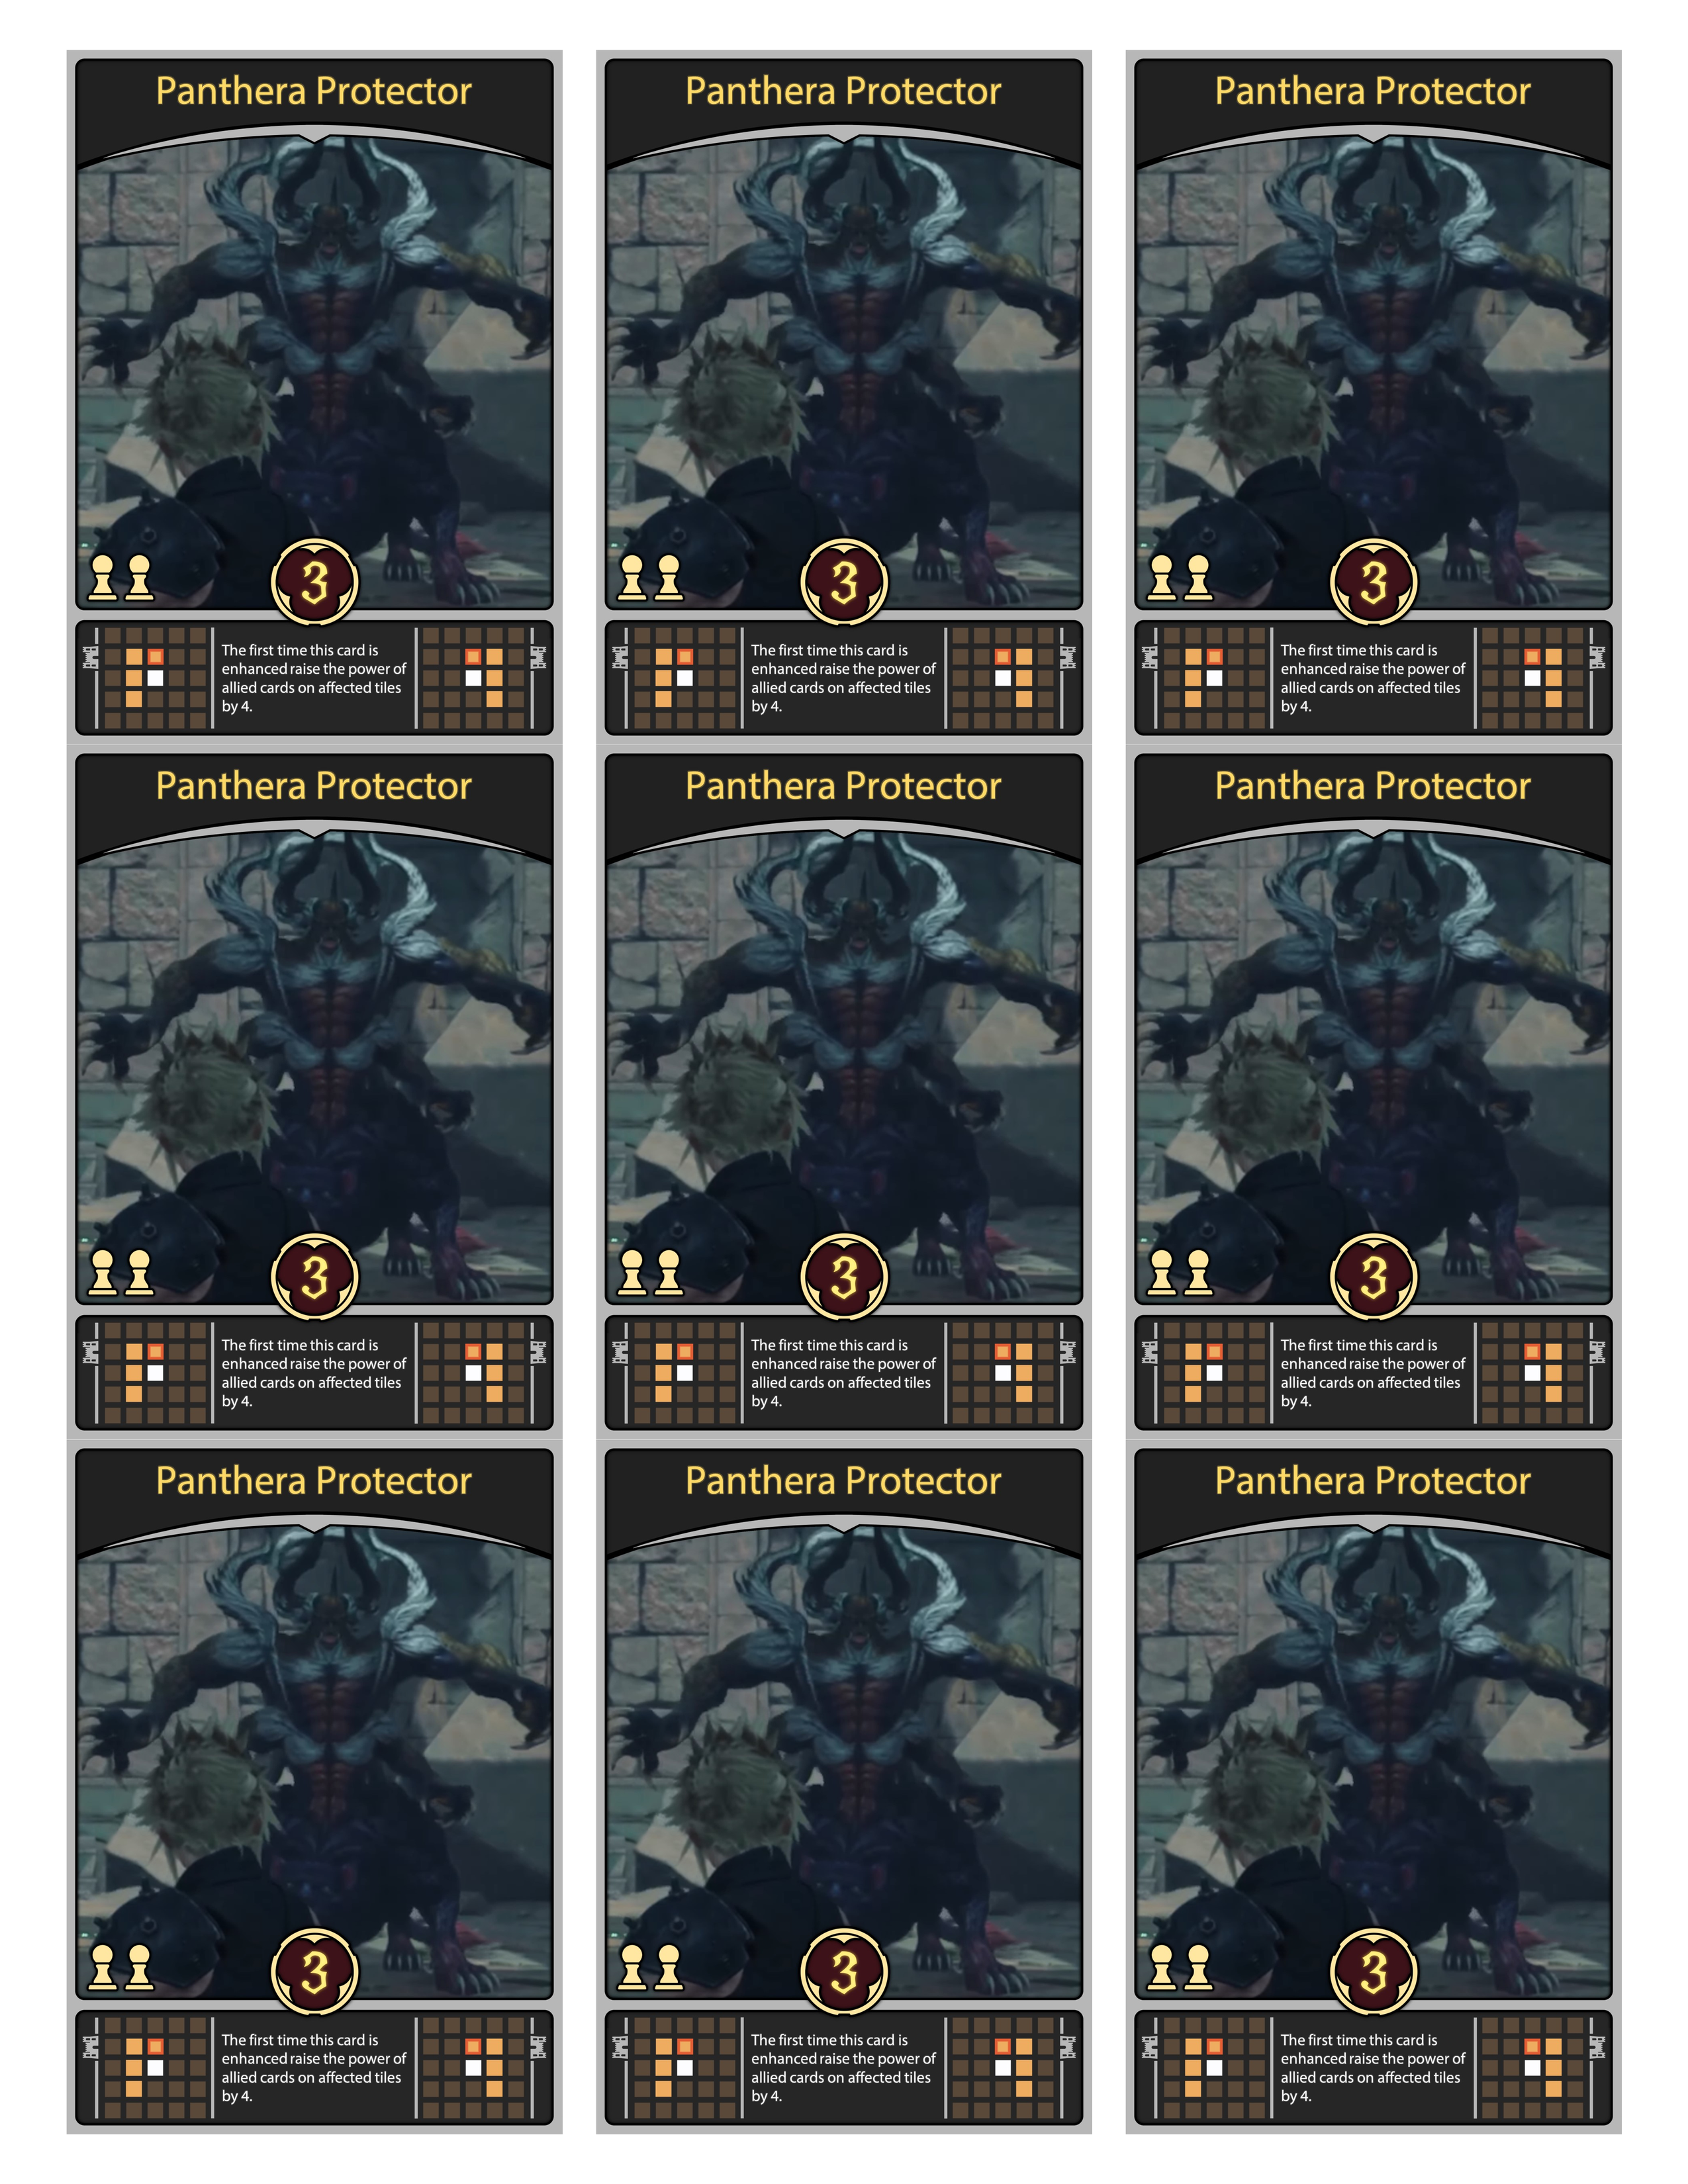 Panthera Protector
Panthera Protector
Panthera Protector
3
3
3
The first time this card is
enhanced raise the power of
allied cards on affected tiles
by 4.
The first time this card is
enhanced raise the power of
allied cards on affected tiles
by 4.
The first time this card is
enhanced raise the power of
allied cards on affected tiles
by 4.
Panthera Protector
Panthera Protector
Panthera Protector
3
3
3
The first time this card is
enhanced raise the power of
allied cards on affected tiles
by 4.
The first time this card is
enhanced raise the power of
allied cards on affected tiles
by 4.
The first time this card is
enhanced raise the power of
allied cards on affected tiles
by 4.
Panthera Protector
Panthera Protector
Panthera Protector
3
3
3
The first time this card is
enhanced raise the power of
allied cards on affected tiles
by 4.
The first time this card is
enhanced raise the power of
allied cards on affected tiles
by 4.
The first time this card is
enhanced raise the power of
allied cards on affected tiles
by 4.